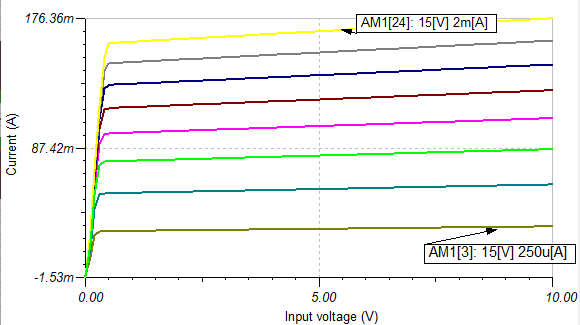 176.36m
AM1[24]: 15[V] 2m[A]
Current (A)
87.42m
AM1[3]: 15[V] 250u[A]
-1.53m
0.00
5.00
10.00
Input voltage (V)